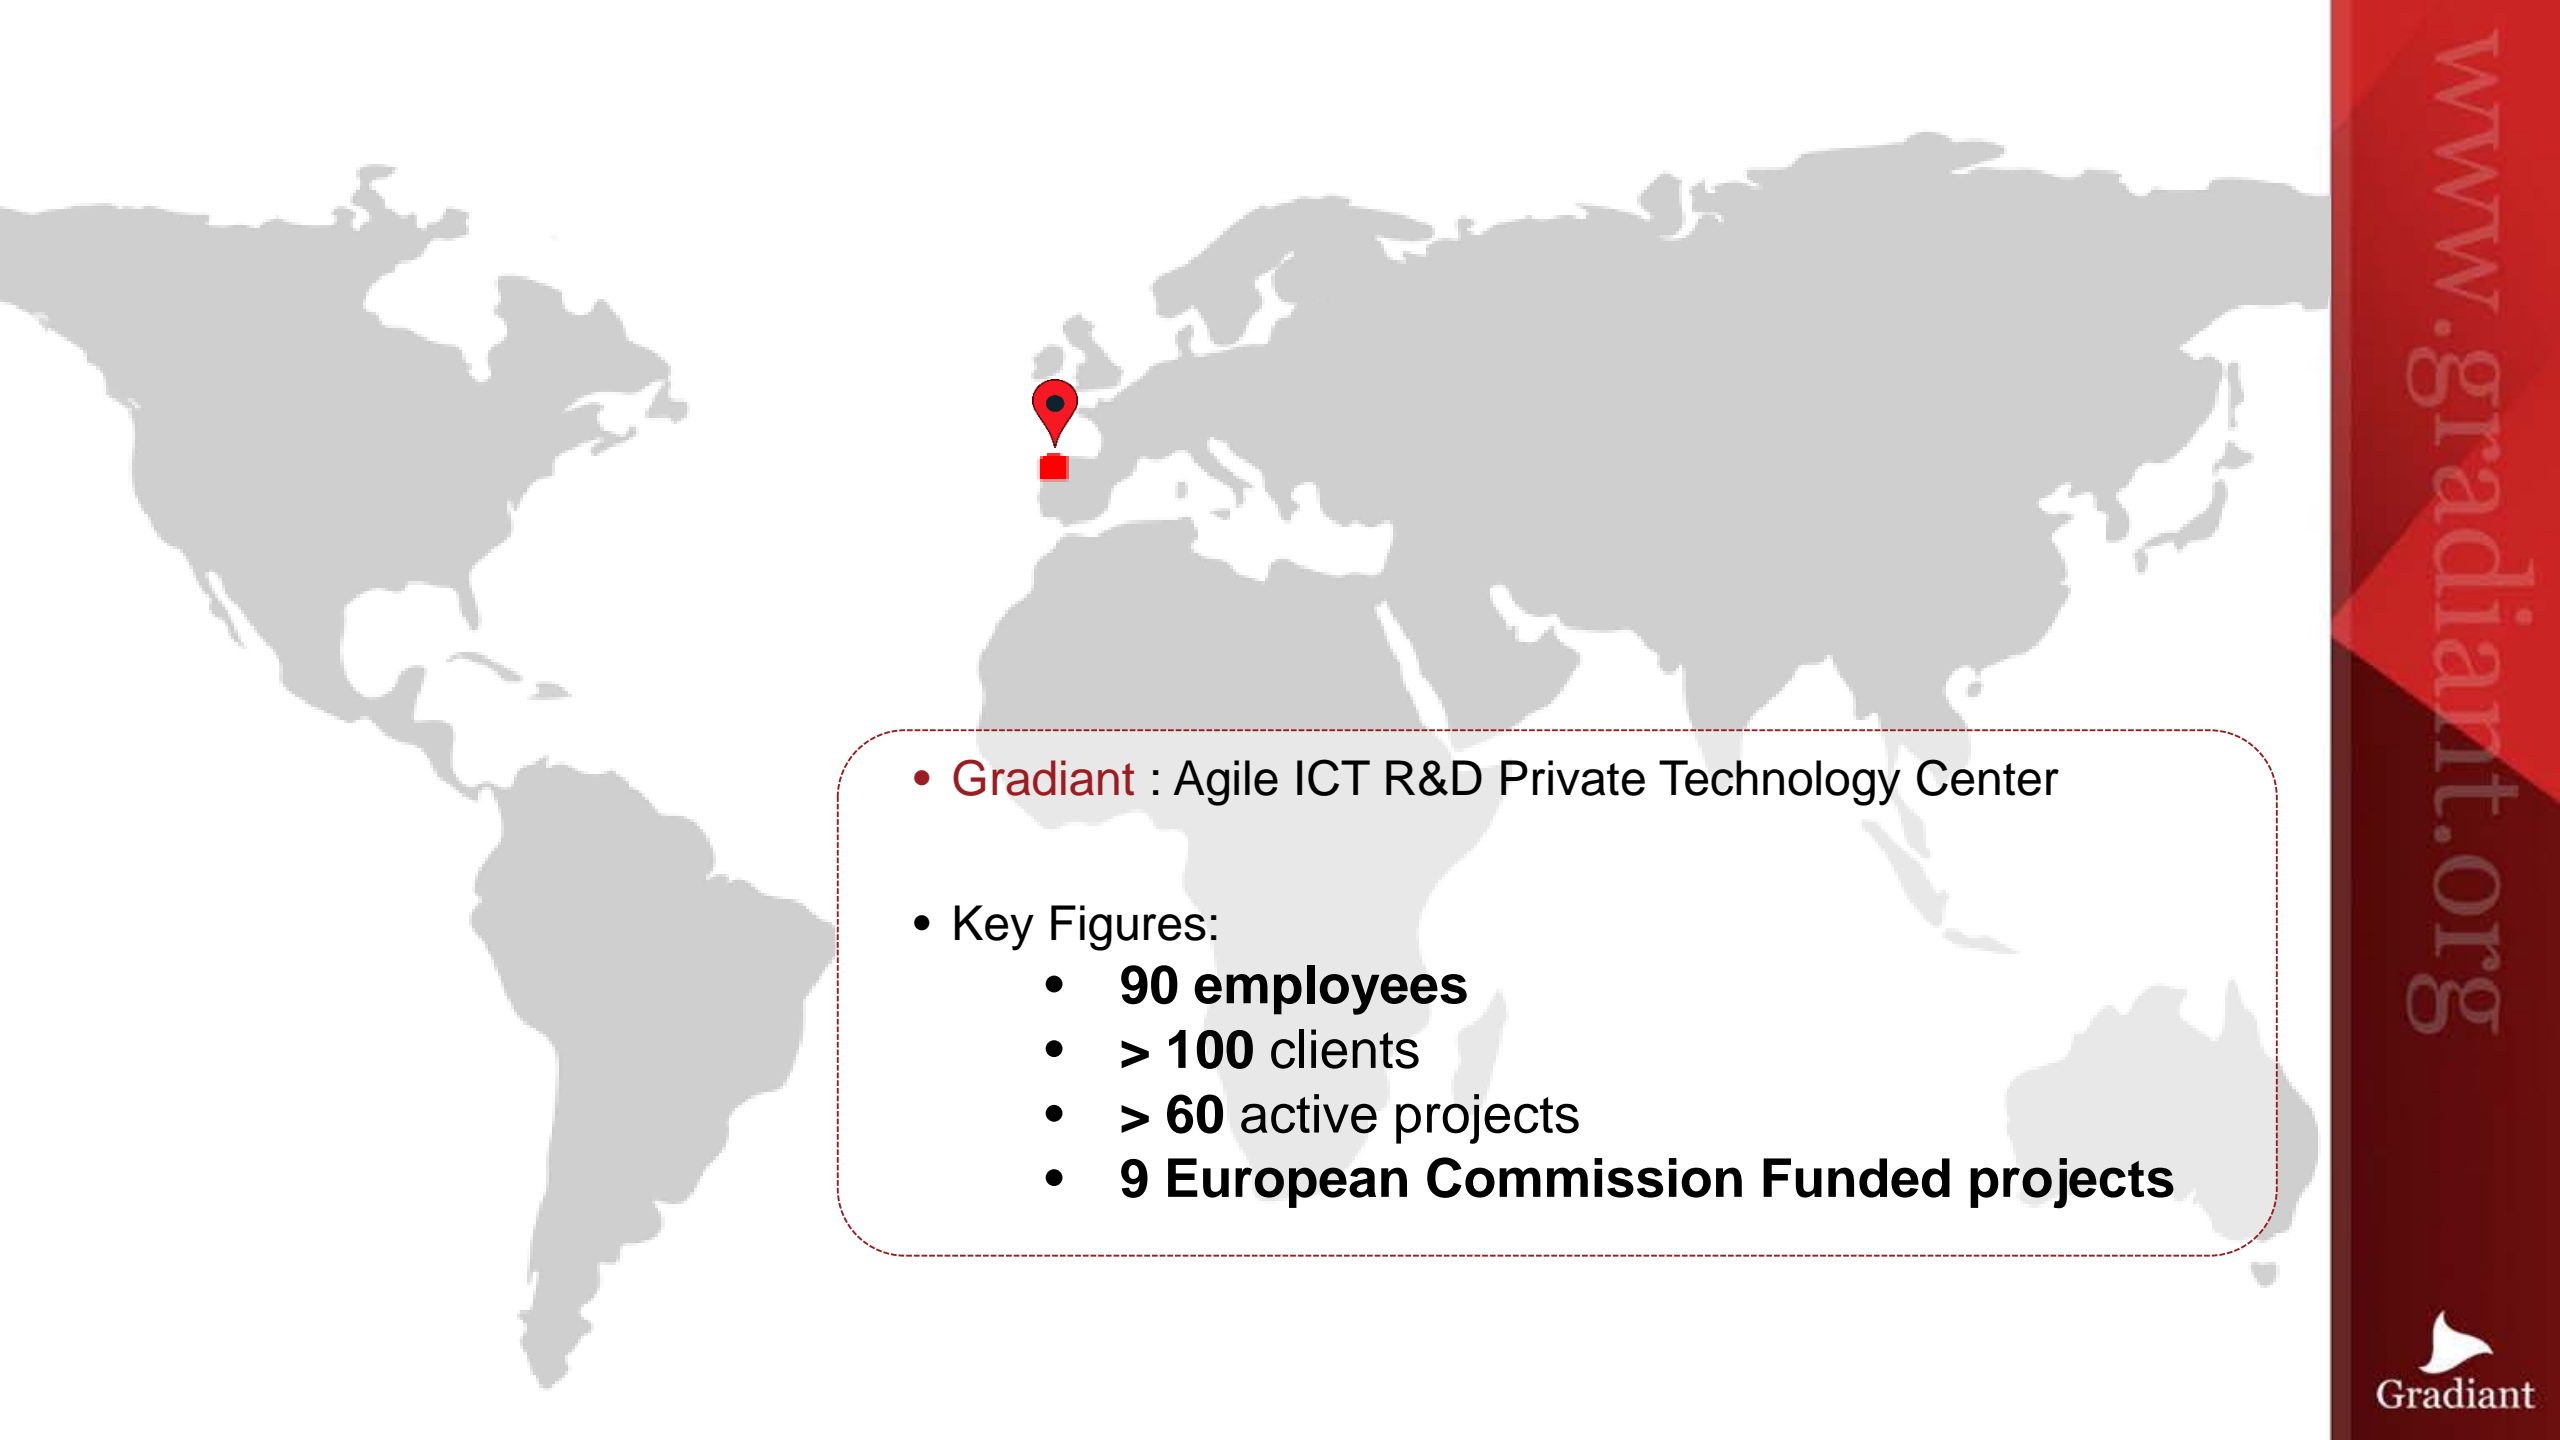 • Gradiant : Agile ICT R&D Private Technology Center
• Key Figures:
• 90 employees
• > 100 clients
• > 60 active projects
• 9 European Commission Funded projects
www.gradiant.org
Gradiant